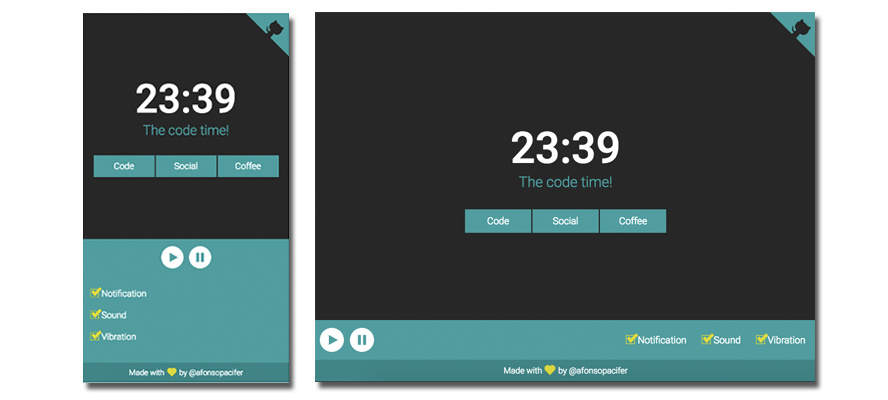 23:39
The code time!
Code Social Coffee
Notification
Sound
Vibration
Made with by @afonsopacifer
23:39
The code time!
Code Social Coffee
Notification Sound Vibration
Made with by @afonsopacifer